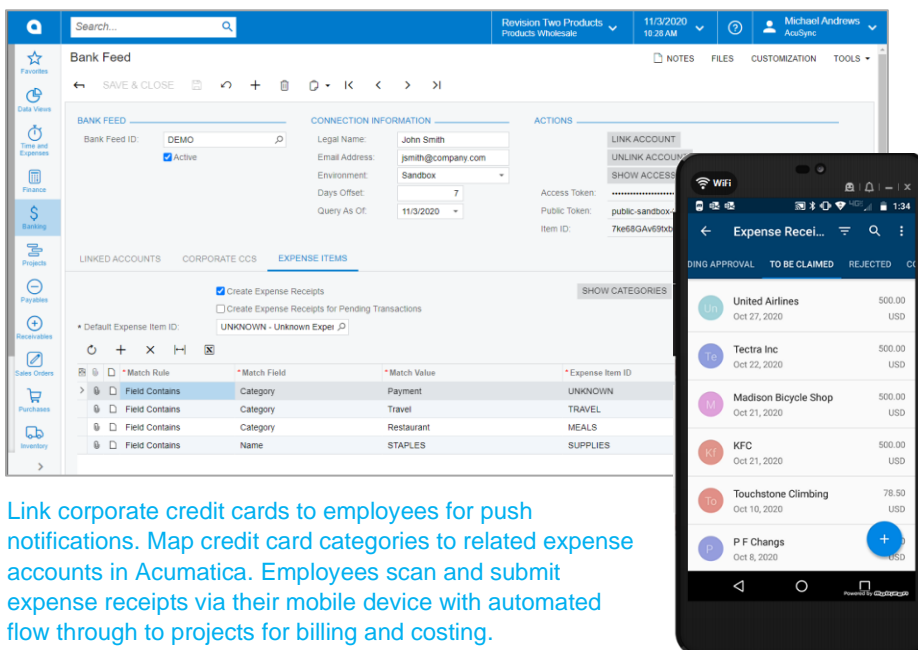 Search...
Revision Two Products
Products Wholesale
11/3/2020
10:28 AM
Michael Andrews
AcuSync
Favorites
Data Views
Time and
Expenses
Finance
Banking
Projects
Payables
Receivables
Sales Orders
Purchases
Inventory
Bank Feed
NOTES FILES CUSTOMIZATION TOOLS
SAVE & CLOSE
BANK FEED CONNECTION INFORMATION ACTIONS
Bank Feed ID: DEMO Legal Name: John Smith LINK ACCOUNT
Active Email Address: jsmith@company.com UNLINK ACCOUNT
Environment: Sandbox SHOW ACCESS
Days Offset: 7 Access Token:
Query As Of: 11/3/2020 Public Token: public-sandbox-
Item ID: 7ke68GAv69txb
LINKED ACCOUNTS CORPORATE CCS EXPENSE ITEMS
Create Expense Receipts SHOW CATEGORIES
Create Expense Receipts for Pending Transactions
* Default Expense Item ID: UNKNOWN - Unknown Exper
* Match Rule * Match Field * Match Value * Expense Item ID
Field Contains Category Payment UNKNOWN
Field Contains Category Travel TRAVEL
Field Contains Category Restaurant MEALS
Field Contains Name STAPLES SUPPLIES
WiFi
1:34
Expense Recei...
DING APPROVAL TO BE CLAIMED REJECTED CO
Un United Airlines 500.00
Oct 27, 2020 USD
Te Tectra Inc 500.00
Oct 22, 2020 USD
M Madison Bicycle Shop 500.00
Oct 21, 2020 USD
Kf KFC 500.00
Oct 21, 2020 USD
To Touchstone Climbing 78.50
Oct 10, 2020 USD
P P F Changs
Oct 8, 2020 USD
Powered by
Link corporate credit cards to employees for push
notifications. Map credit card categories to related expense
accounts in Acumatica. Employees scan and submit
expense receipts via their mobile device with automated
flow through to projects for billing and costing.